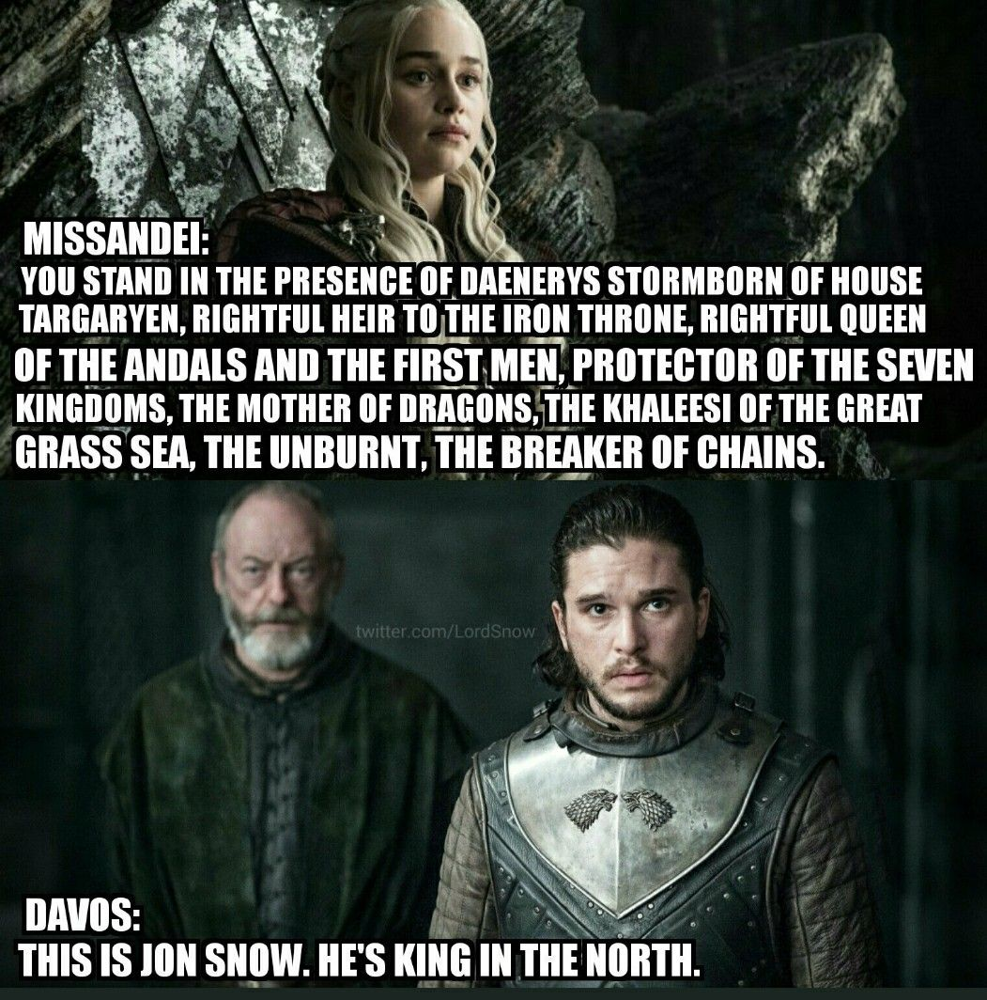 MISSANDEI:
YOU STAND IN THE PRESENCE OF DAENERYS STORMBORN OF HOUSE
TARGARYEN, RIGHTFUL HEIR TO THE IRON THRONE, RIGHTFUL QUEEN
OF THE ANDALS AND THE FIRST MEN, PROTECTOR OF THE SEVEN
KINGDOMS, THE MOTHER OF DRAGONS, THE KHALEESI OF THE GREAT
GRASS SEA, THE UNBURNT, THE BREAKER OF CHAINS.
twitter.com/LordSnow
DAVOS:
THIS IS JON SNOW. HE'S KING IN THE NORTH.